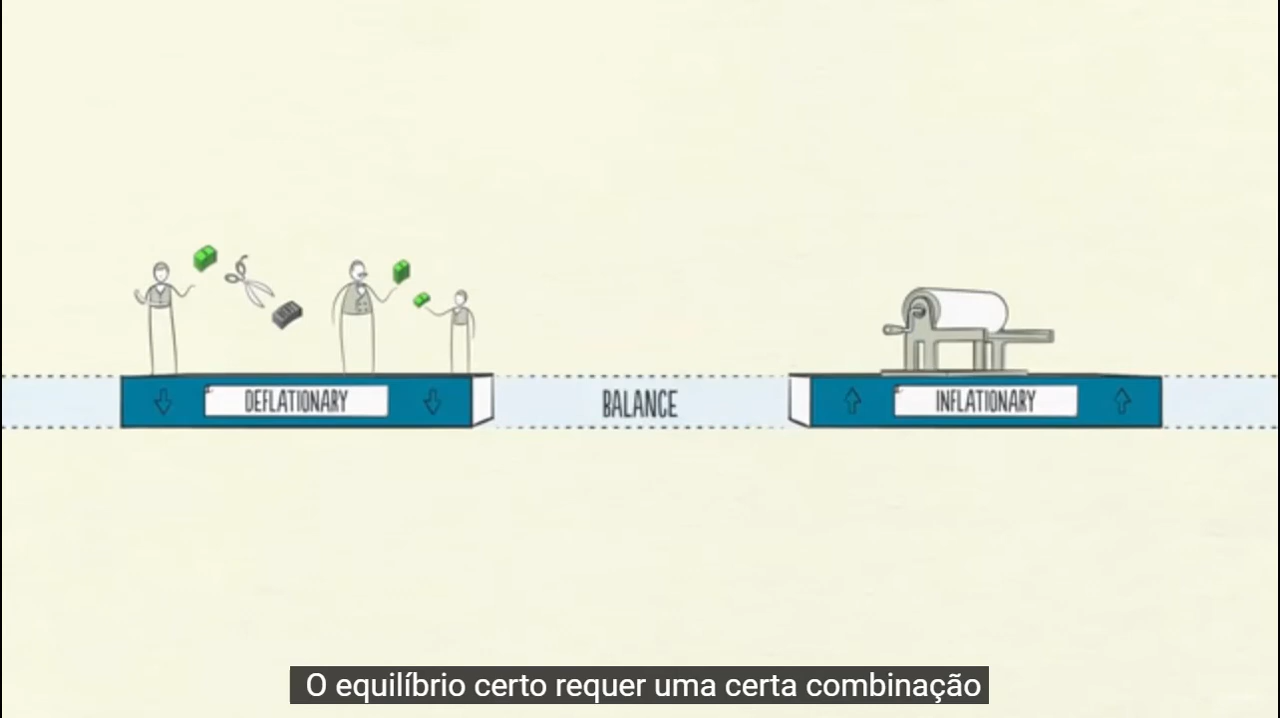 DEFLATIONARY
BALANCE
INFLATIONARY
O equilíbrio certo requer uma certa combinação